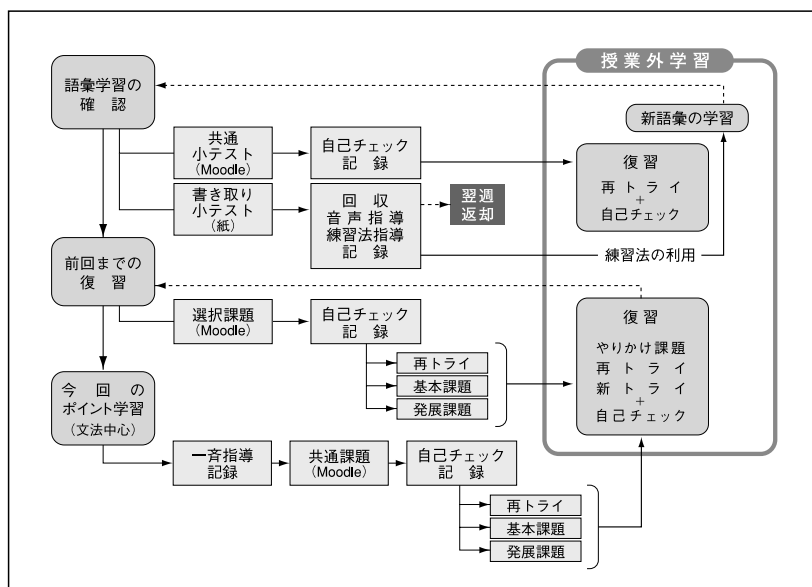 授業外学習
語彙学習の
確認
新語彙の学習
共通
小テスト
(Moodle)
自己チェック
記録
復習
再トライ
+
自己チェック
書き取り
小テスト
(紙)
回収
音声指導
練習法指導
記録
翌週
返却
練習法の利用
前回までの
復習
選択課題
(Moodle)
自己チェック
記録
再トライ
基本課題
発展課題
復習
やりかけ課題
再トライ
新トライ
+
自己チェック
今回の
ポイント学習
(文法中心)
一斉指導
記録
共通課題
(Moodle)
自己チェック
記録
再トライ
基本課題
発展課題